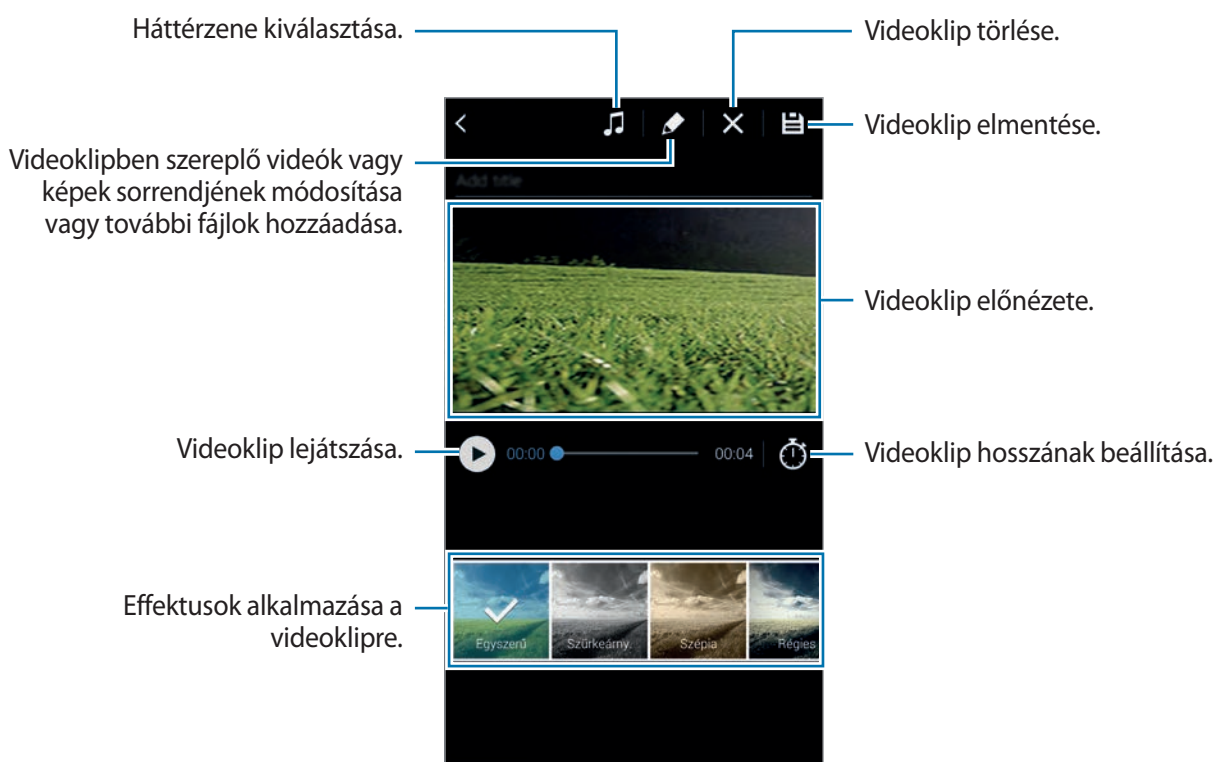 Háttérzene kiválasztása.
Videoklip törlése.
Videoklip elmentése.
Videoklipben szereplő videók vagy
képek sorrendjének módosítása
vagy további fájlok hozzáadása.
Add title
Videoklip előnézete.
Videoklip lejátszása.
00:00
00:04
Videoklip hosszának beállítása.
Effektusok alkalmazása a
videoklipre.
Egyszerű
Szürkeárny.
Szépia
Régies